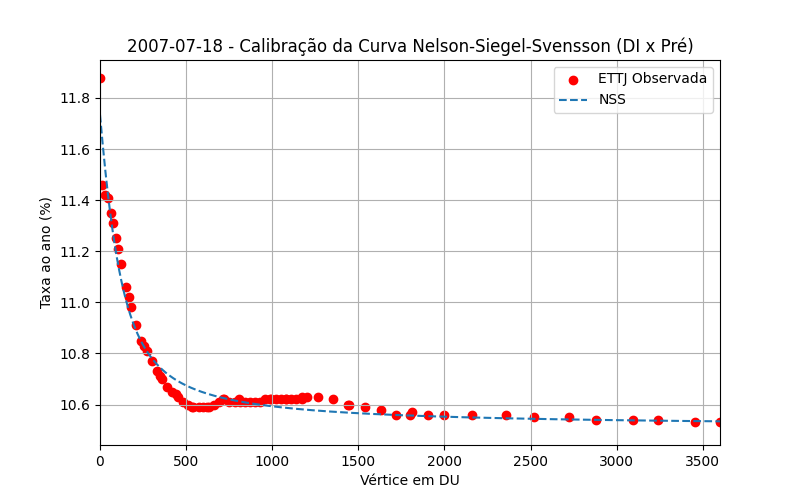 2007-07-18 - Calibração da Curva Nelson-Siegel-Svensson (DI x Pré)
ETTJ Observada
NSS
Taxa ao ano (%)
11.8
11.6
11.4
11.2
11.0
10.8
10.6
0 500 1000 1500 2000 2500 3000 3500
Vértice em DU